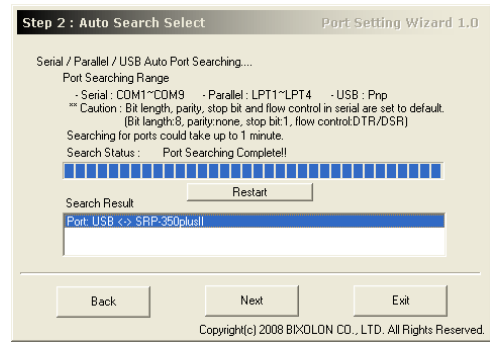 Step 2 : Auto Search Select Port Setting Wizard 1.0
Serial / Parallel / USB Auto Port Searching....
Port Searching Range
- Serial : COM1~COM9 - Parallel : LPT1~LPT4 - USB : Pnp
** Caution : Bit length, parity, stop bit and flow control in serial are set to default.
(Bit length:8, parity:none, stop bit:1, flow control:DTR/DSR)
Searching for ports could take up to 1 minute.
Search Status : Port Searching Complete!!
Restart
Search Result
Port: USB <-> SRP-350plusII
Back Next Exit
Copyright(c) 2008 BIXOLON CO., LTD. All Rights Reserved.